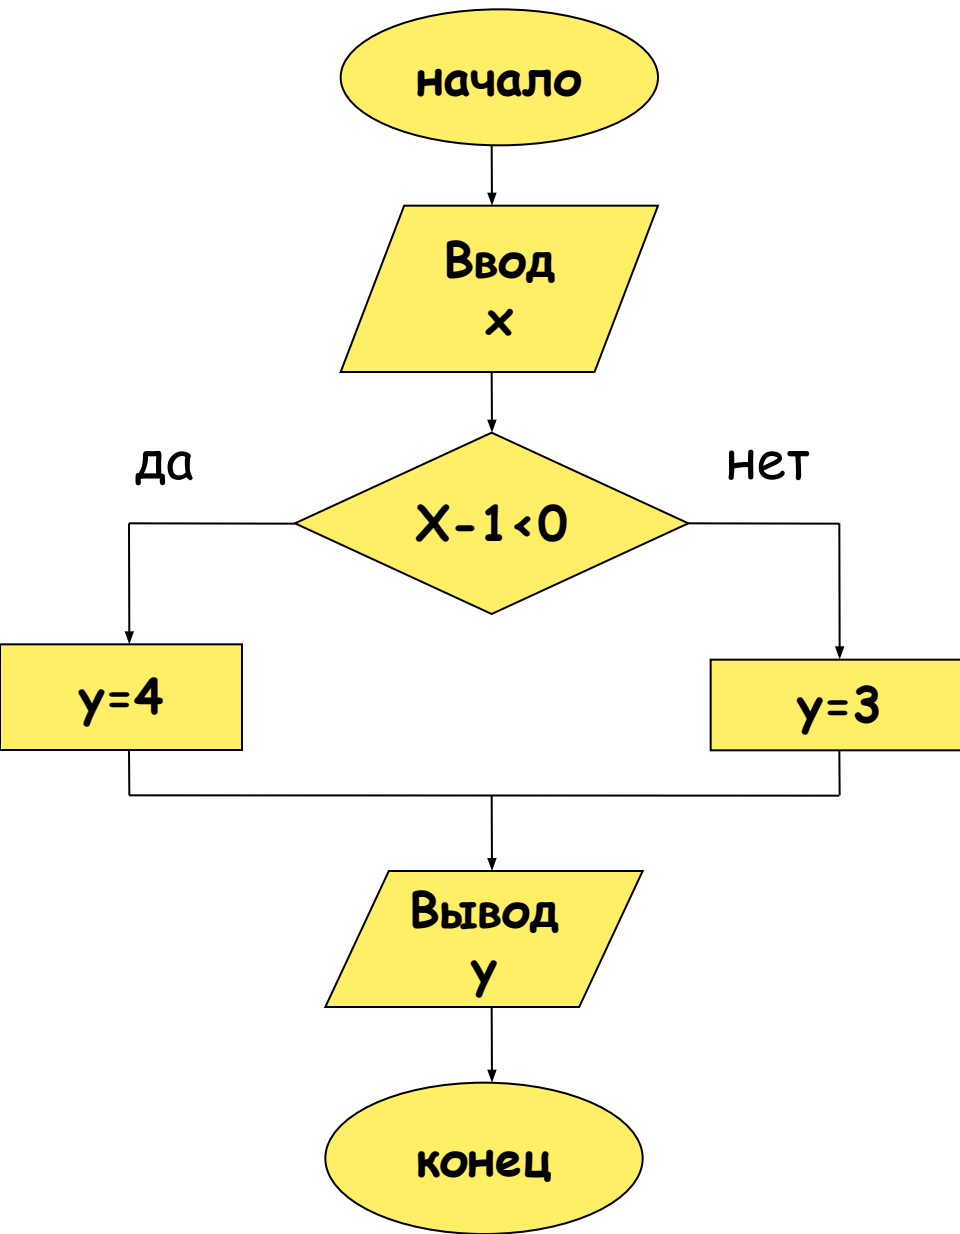 начало
Ввод
x
да
нет
X-1<0
y=4
y=3
Вывод
y
конец